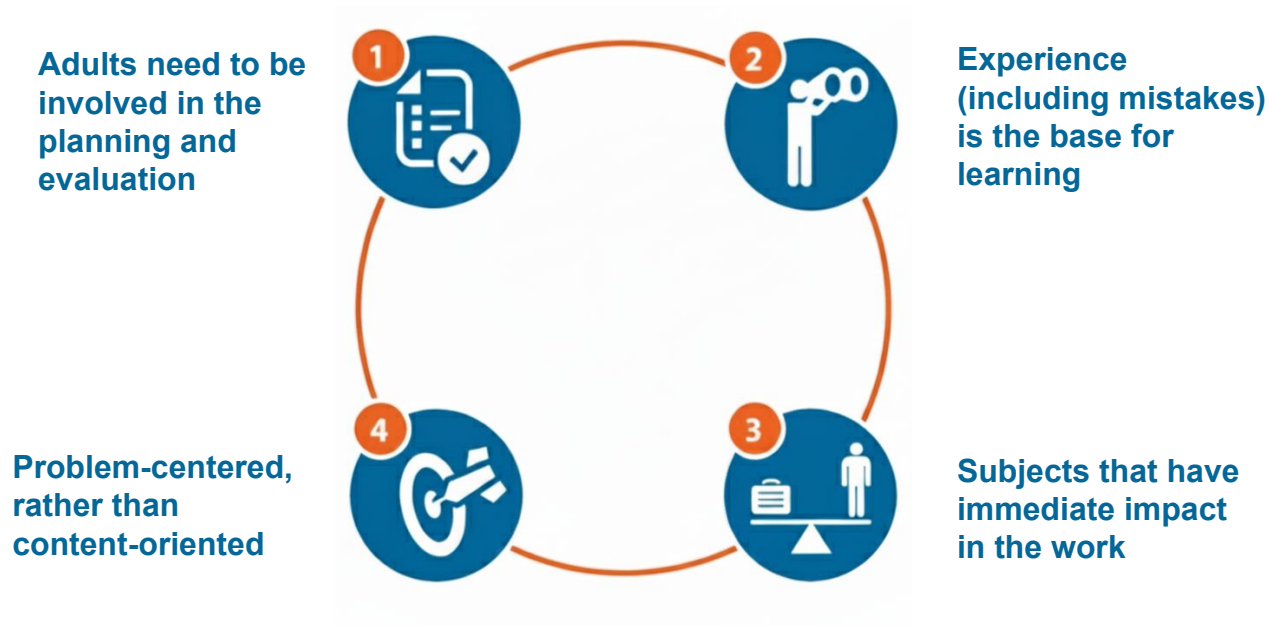 1
Adults need to be
involved in the
planning and
evaluation
2
Experience
(including mistakes)
is the base for
learning
3
Subjects that have
immediate impact
in the work
4
Problem-centered,
rather than
content-oriented